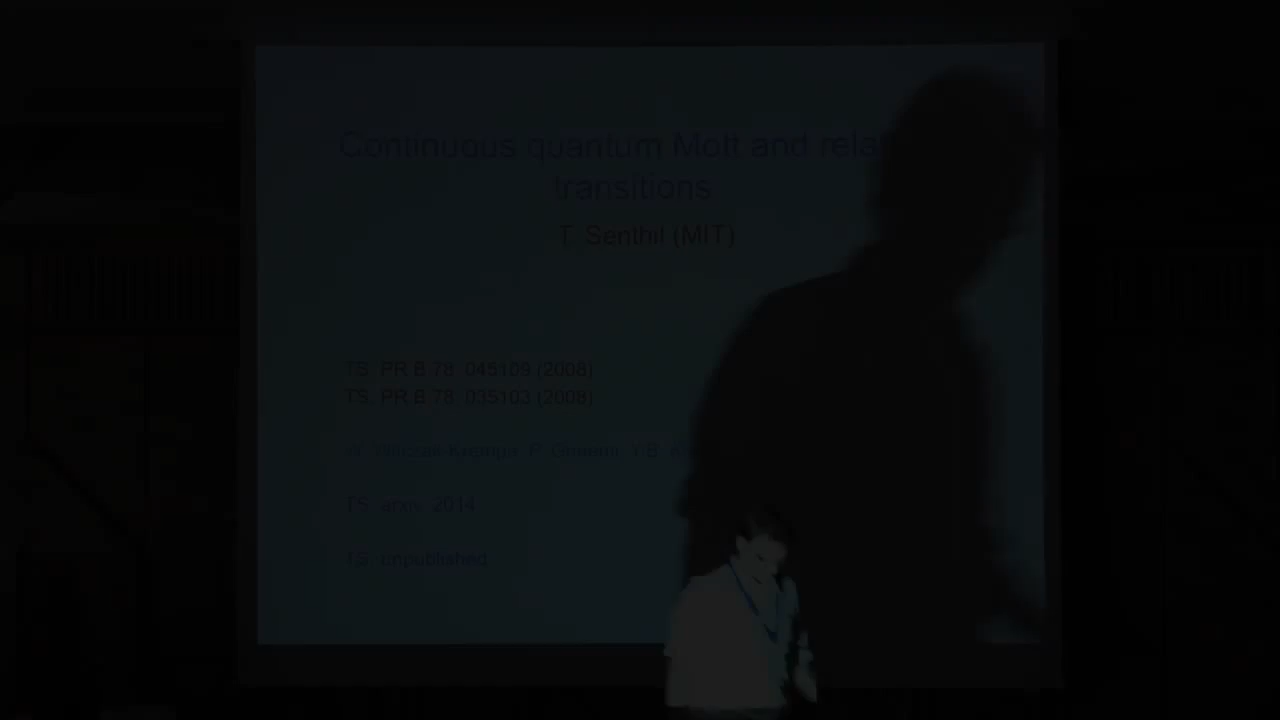 Continuous quantum Mott and
transitions
T. Senthil (MIT)
TS, PR B 78, 045109 (2008)
TS, PR B 78, 035103 (2008)
TS, arxiv, 2014
TS, unpublished